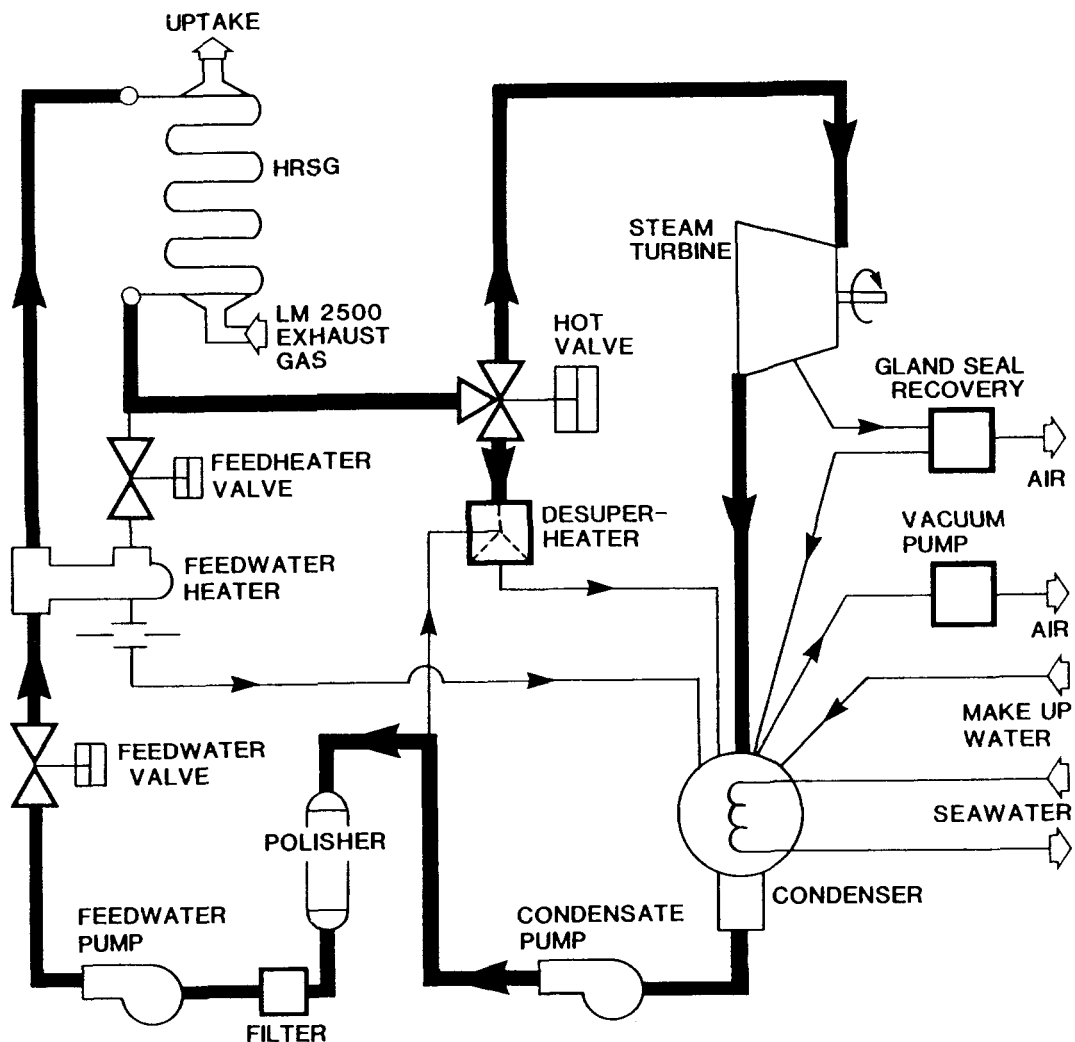 UPTAKE
HRSG
LM 2500
EXHAUST
GAS
STEAM
TURBINE
HOT
VALVE
GLAND SEAL
RECOVERY
AIR
FEEDHEATER
VALVE
DESUPER-
HEATER
VACUUM
PUMP
AIR
FEEDWATER
HEATER
MAKE UP
WATER
FEEDWATER
VALVE
SEAWATER
POLISHER
CONDENSER
FEEDWATER
PUMP
CONDENSATE
PUMP
FILTER